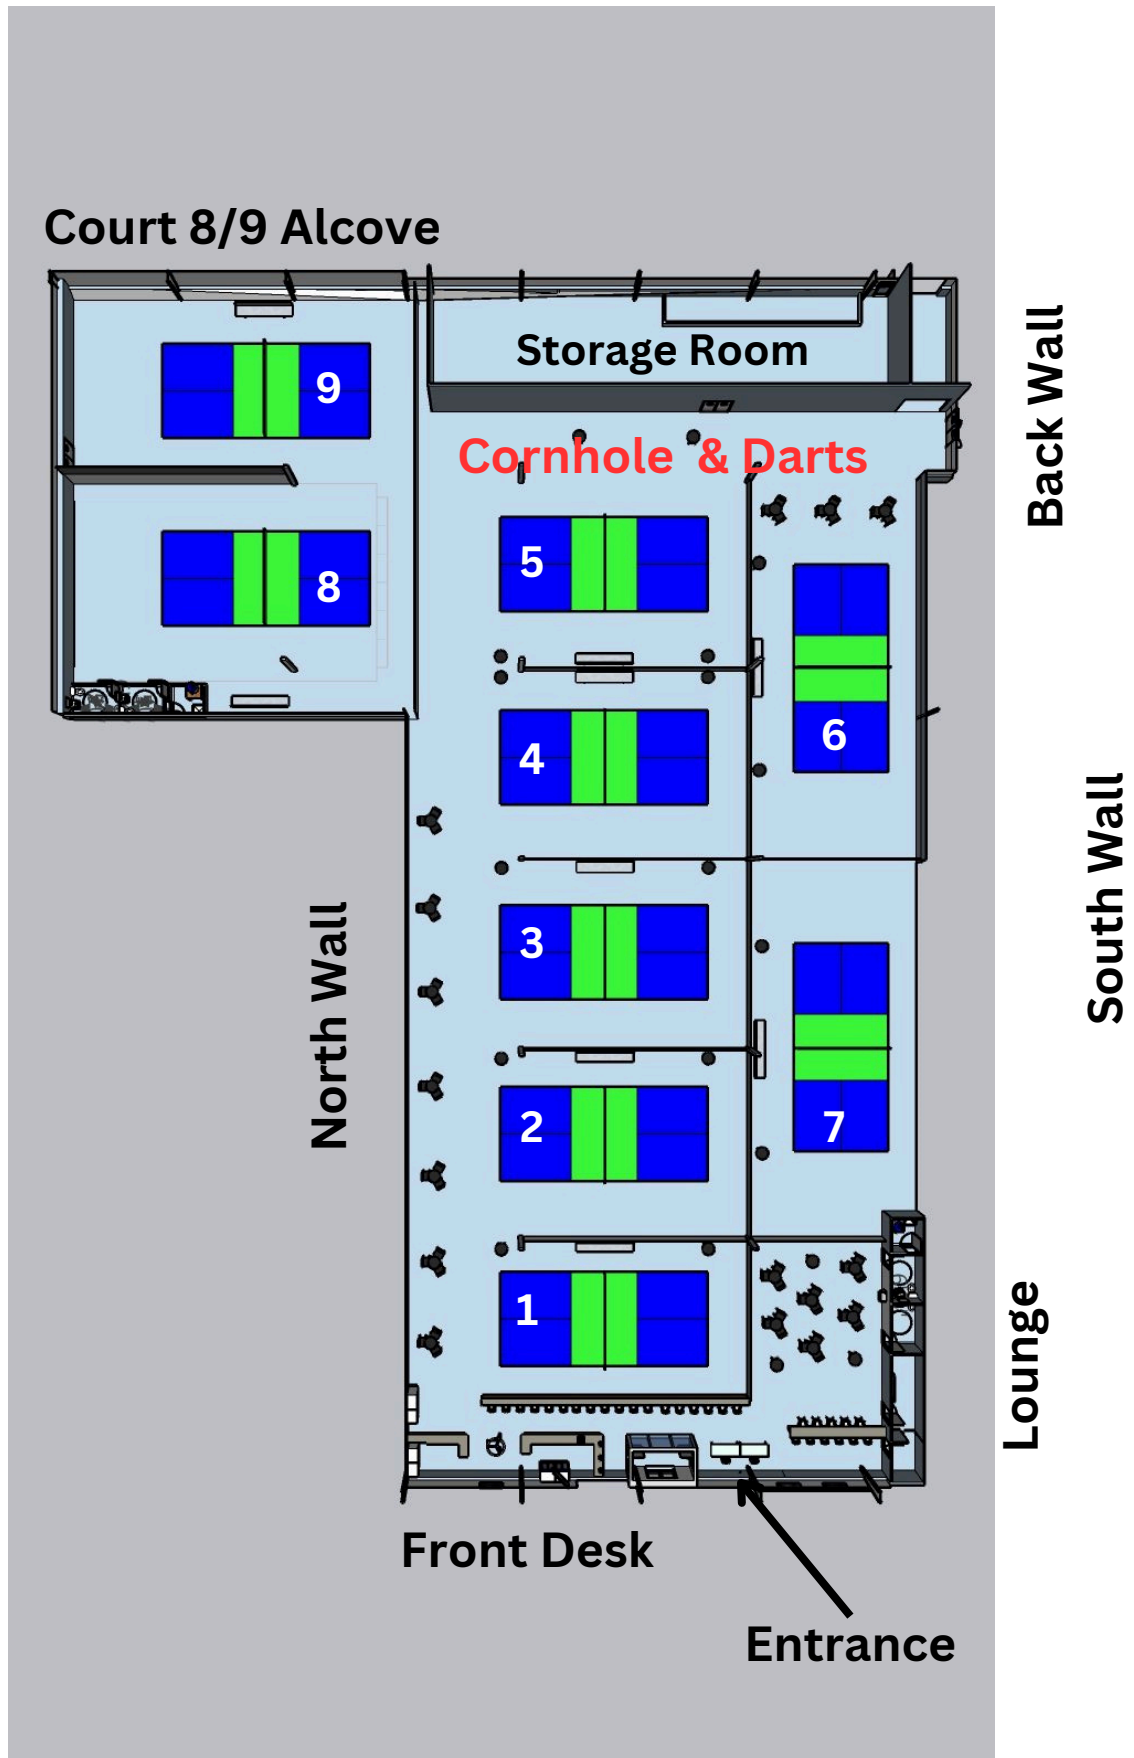 Court 8/9 Alcove
Storage Room
Back Wall
9
Cornhole & Darts
5
8
6
4
South Wall
3
North Wall
2
7
1
Lounge
Front Desk
Entrance